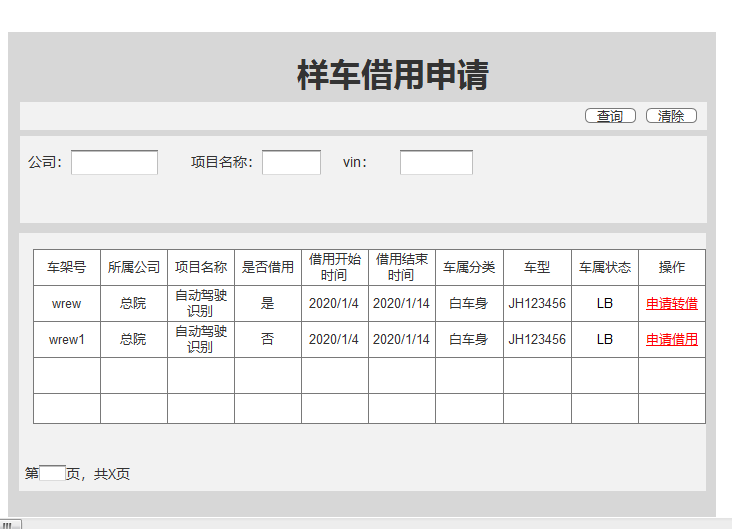 样车借用申请
查询 清除
公司： 项目名称： vin：
车架号 所属公司 项目名称 是否借用 借用开始时间 借用结束时间 车属分类 车型 车属状态 操作
wrew 总院 自动驾驶识别 是 2020/1/4 2020/1/14 白车身 JH123456 LB 申请转借
wrew1 总院 自动驾驶识别 否 2020/1/4 2020/1/14 白车身 JH123456 LB 申请借用
第 页，共X页